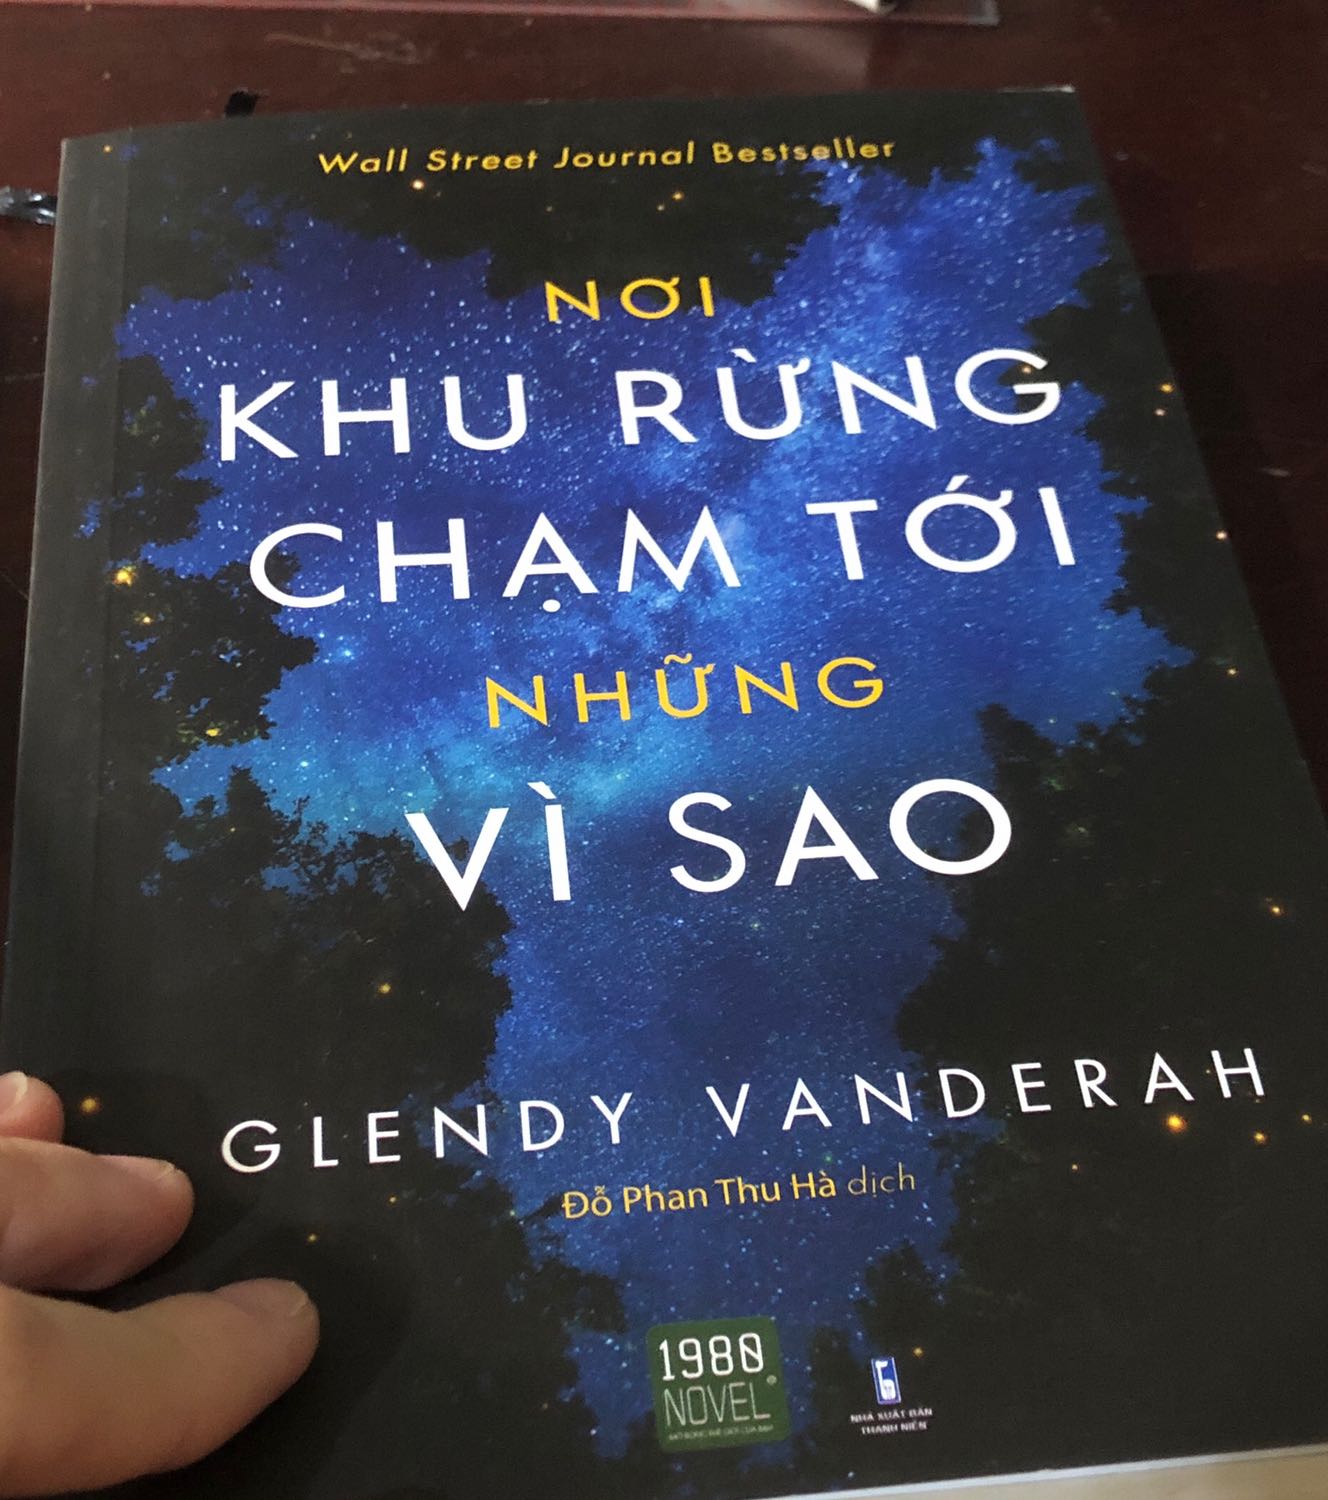 Wall Street Journal Bestseller
NƠI
KHU RỪNG
CHẠM TỚI
NHỮNG
VÌ SAO
GLENDY VANDERAH
Đỗ Phan Thu Hà dịch
1980
NOVEL
NHÀ XUẤT BẢN
THANH NIÊN